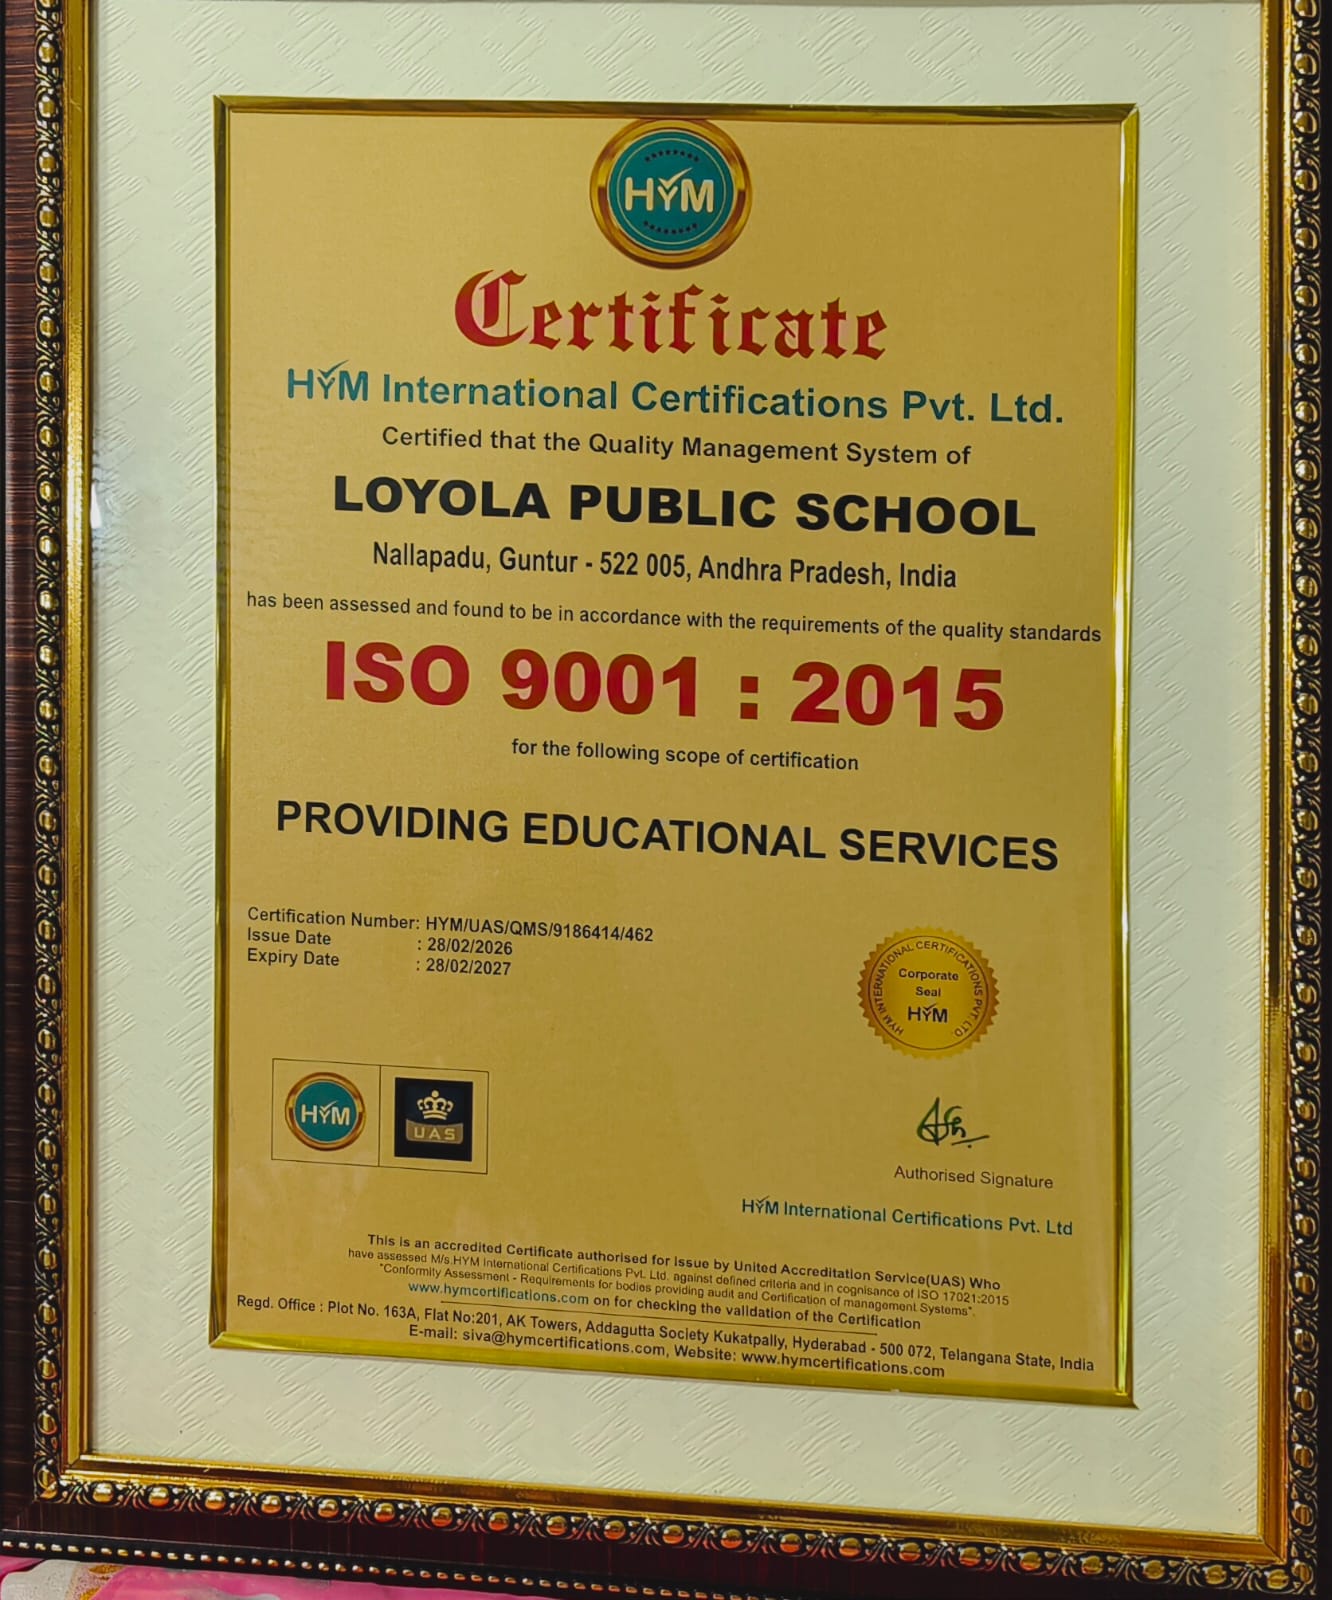 HYM
Certificate
HYM International Certifications Pvt. Ltd.
Certified that the Quality Management System of
LOYOLA PUBLIC SCHOOL
Nallapadu, Guntur - 522 005, Andhra Pradesh, India
has been assessed and found to be in accordance with the requirements of the quality standards
ISO 9001 : 2015
for the following scope of certification
PROVIDING EDUCATIONAL SERVICES
Certification Number: HYM/UAS/QMS/9186414/462
Issue Date : 28/02/2026
Expiry Date : 28/02/2027
HYM INTERNATIONAL CERTIFICATIONS PVT. LTD.
Corporate
Seal
HYM
HYM
UAS
Authorised Signature
HYM International Certifications Pvt. Ltd
This is an accredited Certificate authorised for issue by United Accreditation Service(UAS) Who
have assessed M/s.HYM International Certifications Pvt. Ltd. against defined criteria and in cognisance of ISO 17021:2015
"Conformity Assessment - Requirements for bodies providing audit and Certification of management Systems".
www.hymcertifications.com on for checking the validation of the Certification
Regd. Office : Plot No. 163A, Flat No:201, AK Towers, Addagutta Society Kukatpally, Hyderabad - 500 072, Telangana State, India
E-mail: siva@hymcertifications.com, Website: www.hymcertifications.com